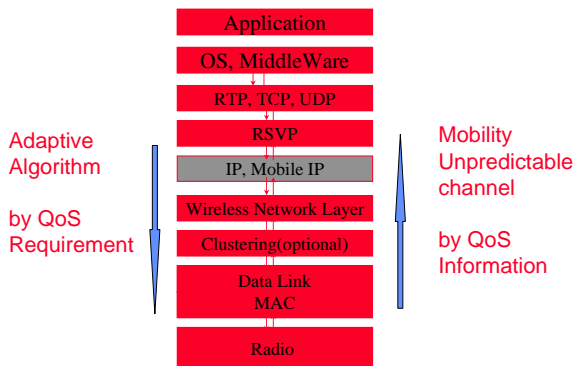 Application
OS, MiddleWare
RTP, TCP, UDP
RSVP
IP, Mobile IP
Wireless Network Layer
Clustering(optional)
Data Link
MAC
Radio
Adaptive
Algorithm
by QoS
Requirement
Mobility
Unpredictable
channel
by QoS
Information